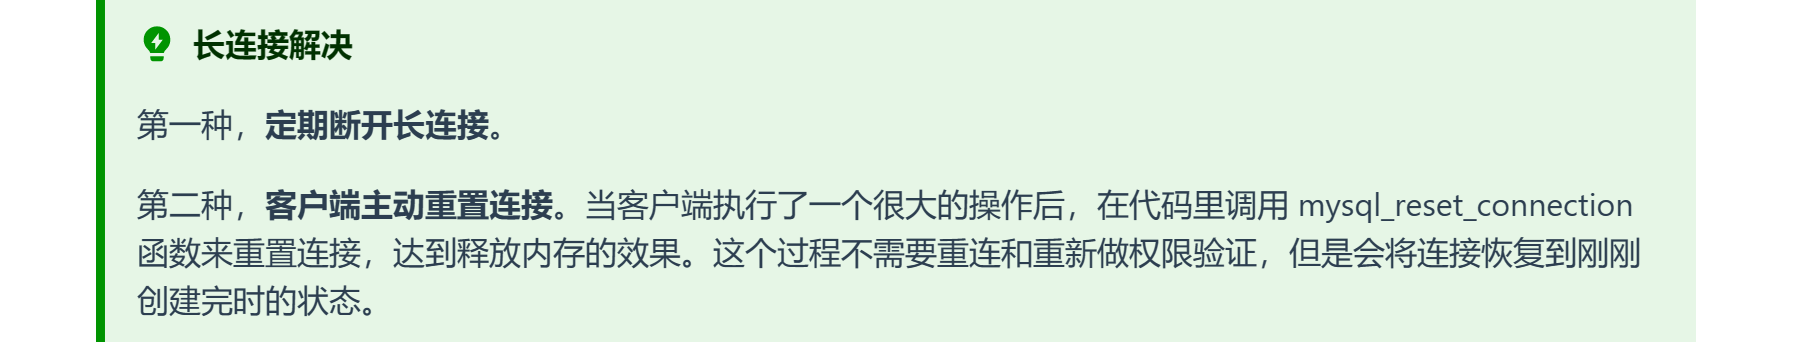 长连接解决
第一种，定期断开长连接。
第二种，客户端主动重置连接。当客户端执行了一个很大的操作后，在代码里调用 mysql_reset_connection
函数来重置连接，达到释放内存的效果。这个过程不需要重连和重新做权限验证，但是会将连接恢复到刚刚
创建完时的状态。